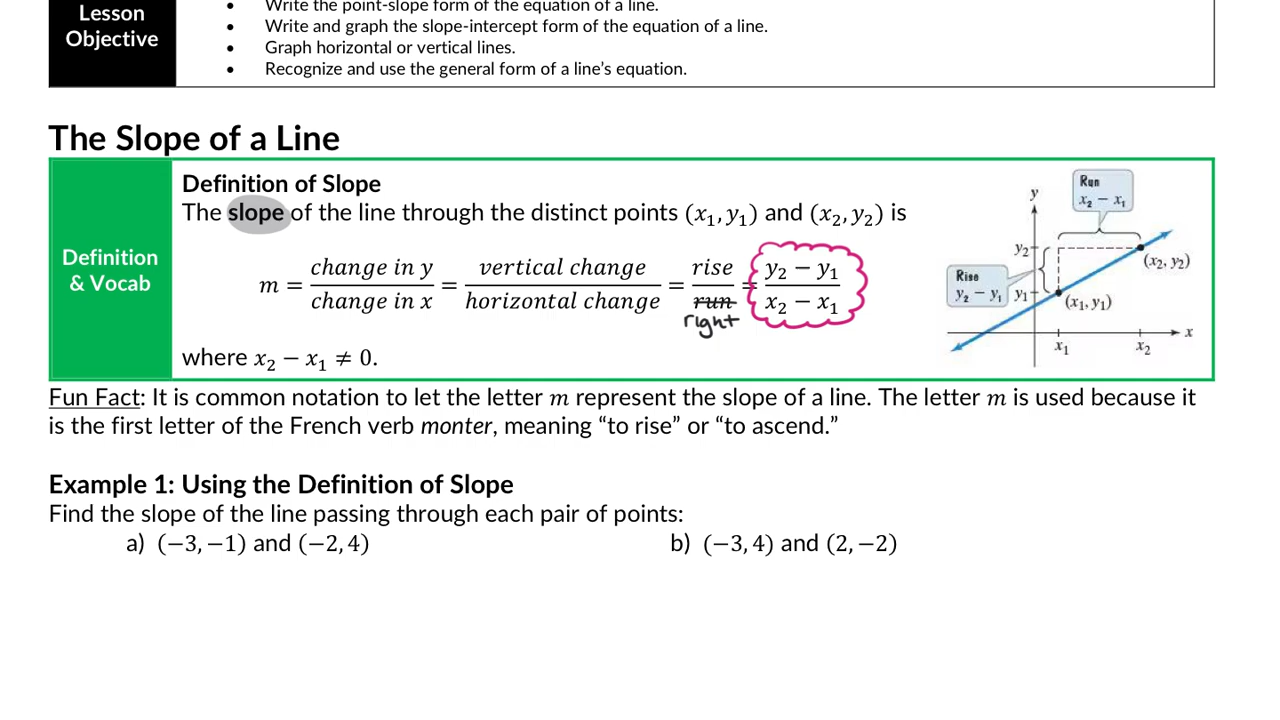 Lesson
Objective
• Write the point-slope form of the equation of a line.
• Write and graph the slope-intercept form of the equation of a line.
• Graph horizontal or vertical lines.
• Recognize and use the general form of a line's equation.
The Slope of a Line
Definition
& Vocab
Definition of Slope
The slope of the line through the distinct points (x₁, y₁) and (x₂, y₂) is
m = change in y / change in x = vertical change / horizontal change = rise / run = y₂ − y₁ / x₂ − x₁
right
where x₂ − x₁ ≠ 0.
Run
x₂ − x₁
y
y₂
(x₂, y₂)
Rise
y₂ − y₁
y₁
(x₁, y₁)
x
x₁
x₂
Fun Fact: It is common notation to let the letter m represent the slope of a line. The letter m is used because it
is the first letter of the French verb monter, meaning “to rise” or “to ascend.”
Example 1: Using the Definition of Slope
Find the slope of the line passing through each pair of points:
a) (−3, −1) and (−2, 4)
b) (−3, 4) and (2, −2)